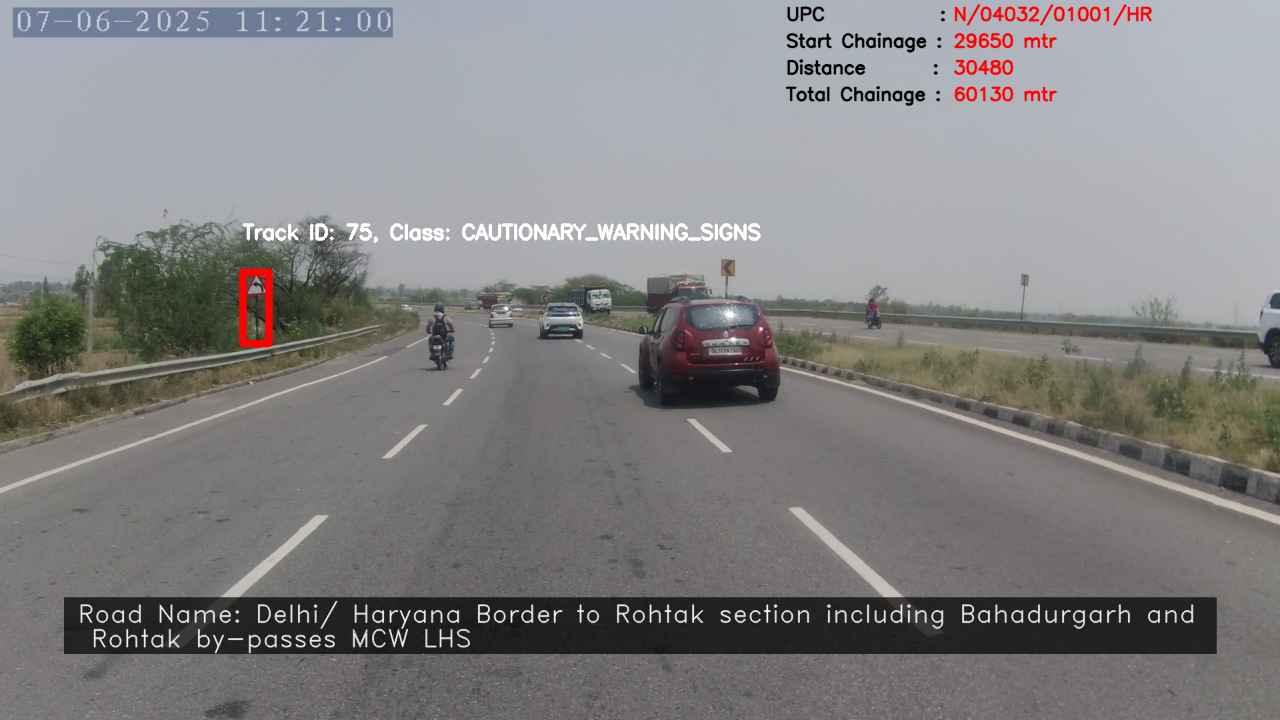 07-06-2025 11:21:00
UPC : N/04032/01001/HR
Start Chainage : 29650 mtr
Distance : 30480
Total Chainage : 60130 mtr
Track ID: 75, Class: CAUTIONARY_WARNING_SIGNS
Road Name: Delhi/ Haryana Border to Rohtak section including Bahadurgarh and
Rohtak by-passes MCW LHS